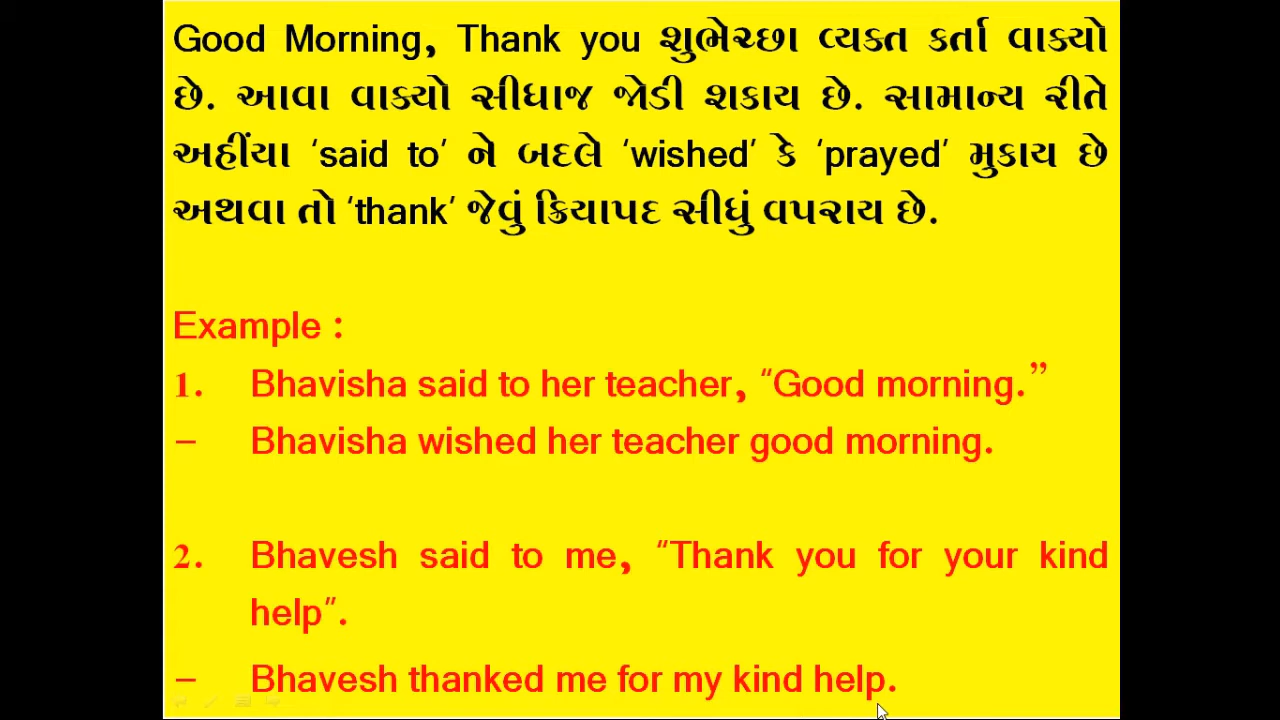 Good Morning, Thank you શુભેચ્છા વ્યક્ત કર્તા વાક્યો
છે. આવા વાક્યો સીધાજ જોડી શકાય છે. સામાન્ય રીતે
અહીંયા ‘said to’ ને બદલે ‘wished’ કે ‘prayed’ મુકાય છે
અથવા તો ‘thank’ જેવું ક્રિયાપદ સીધું વપરાય છે.
Example :
1. Bhavisha said to her teacher, “Good morning.”
– Bhavisha wished her teacher good morning.
2. Bhavesh said to me, “Thank you for your kind
help”.
– Bhavesh thanked me for my kind help.